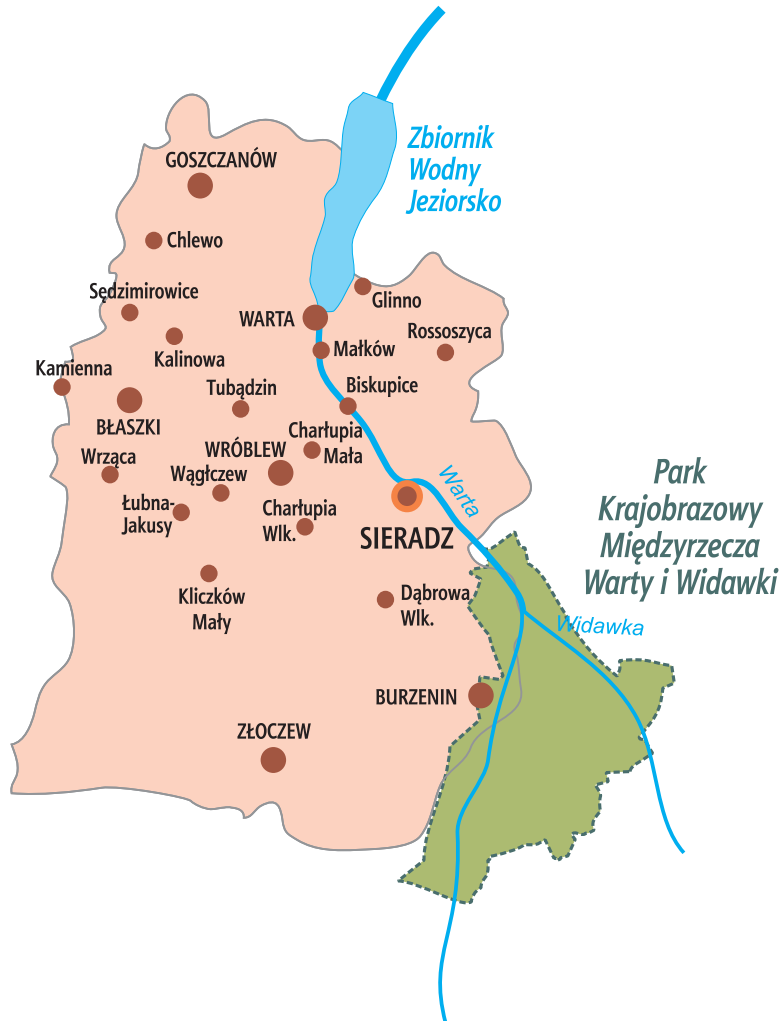 Zbiornik
Wodny
Jeziorsko
GOSZCZANÓW
Chlewo
Sędzimirowice
Glinno
WARTA
Rossoszyca
Małków
Kalinowa
Kamienna
Biskupice
Tubądzin
BŁASZKI
Charłupia
Mała
WRÓBLEW
Wrząca
Wągłczew
Warta
Park
Krajobrazowy
Międzyrzecza
Warty i Widawki
Łubna-
Jakusy
Charłupia
Wlk.
SIERADZ
Kliczków
Mały
Dąbrowa
Wlk.
Widawka
BURZENIN
ZŁOCZEW